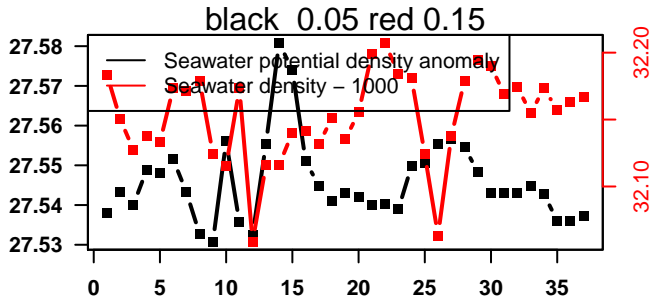 black 0.05 red 0.15
27.58
27.57
27.56
27.55
27.54
27.53
Seawater potential density anomaly
Seawater density − 1000
32.20
32.10
0 5 10 15 20 25 30 35